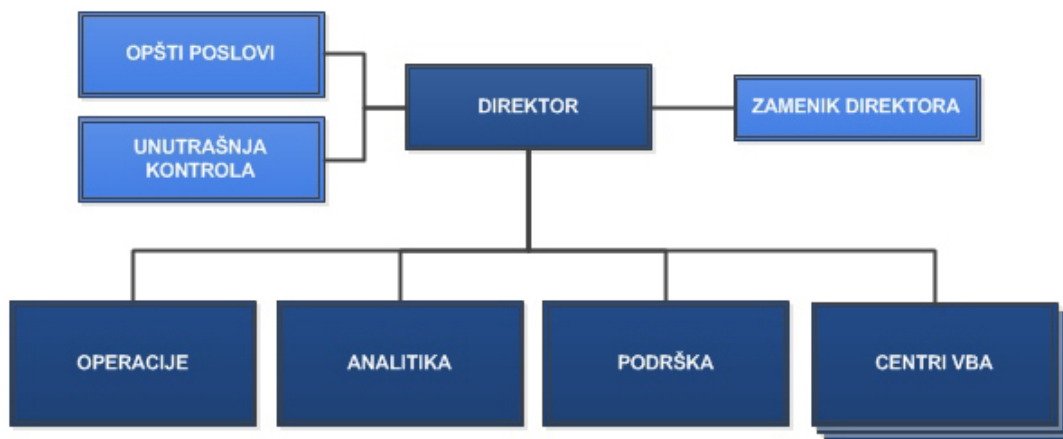 OPŠTI POSLOVI
DIREKTOR
ZAMENIK DIREKTORA
UNUTRAŠNJA
KONTROLA
OPERACIJE
ANALITIKA
PODRŠKA
CENTRI VBA